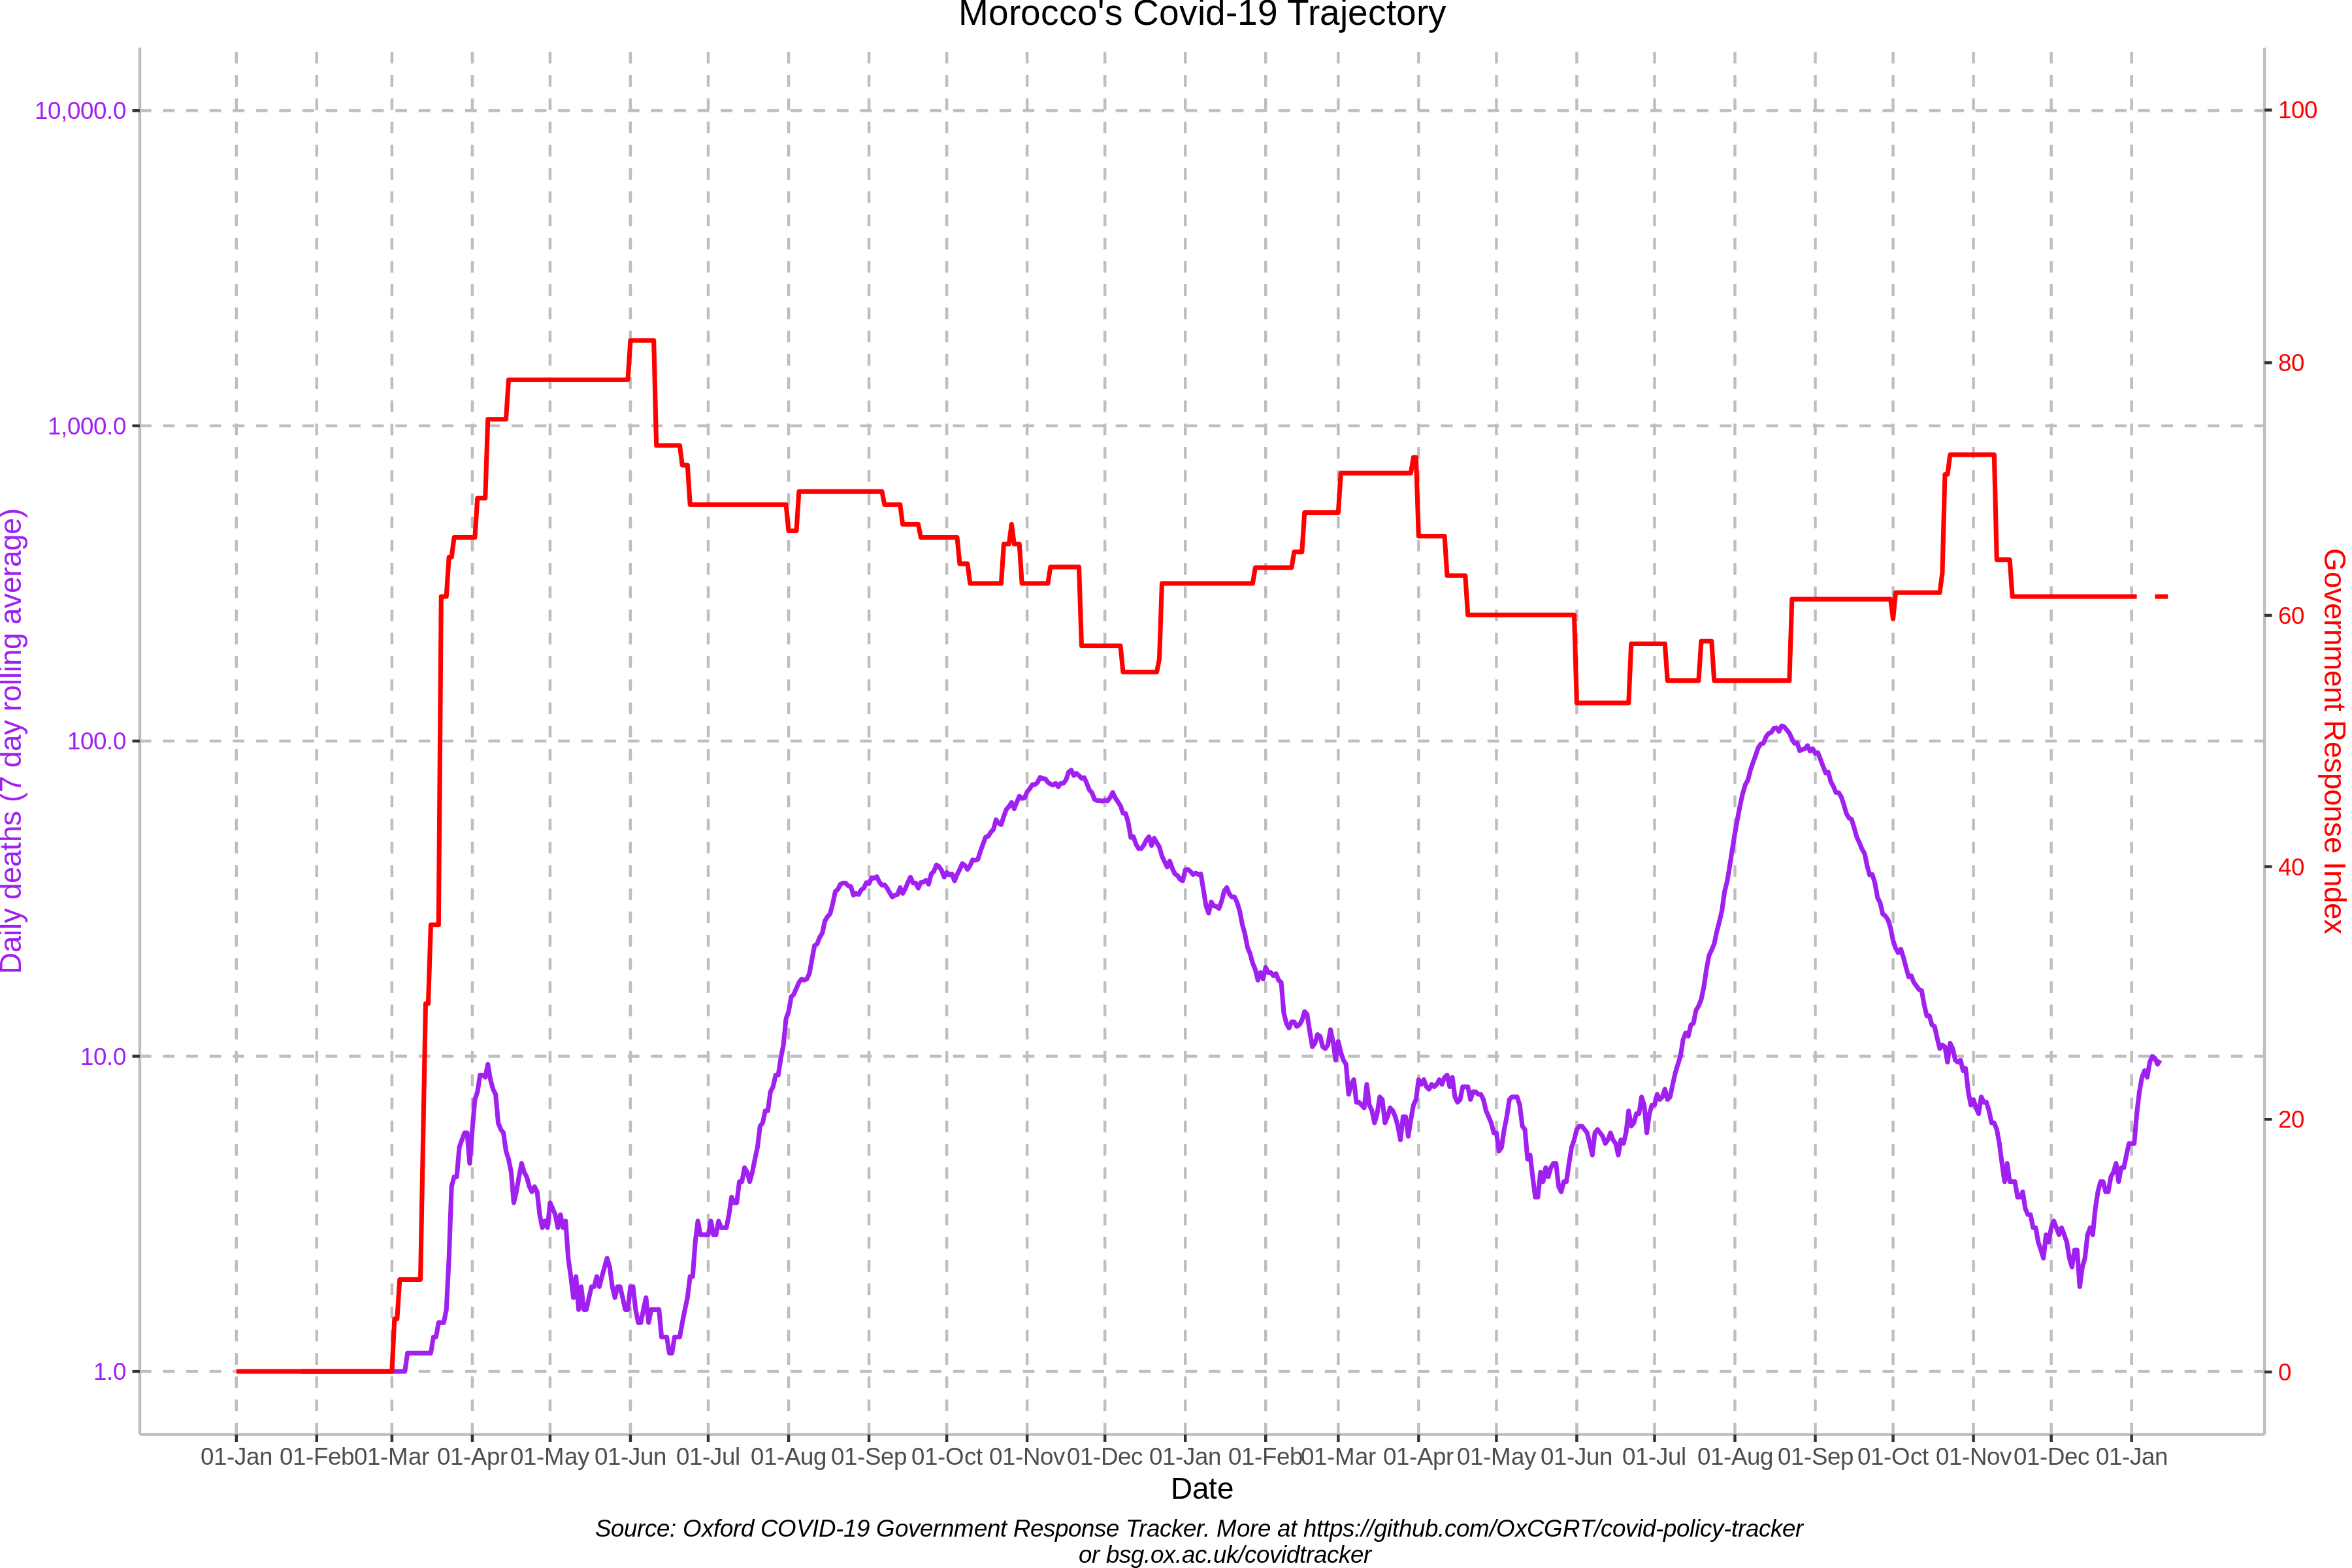 Morocco's Covid-19 Trajectory
10,000.0
1,000.0
100.0
10.0
1.0
Daily deaths (7 day rolling average)
100
80
60
40
20
0
Government Response Index
01-Jan 01-Feb 01-Mar 01-Apr 01-May 01-Jun 01-Jul 01-Aug 01-Sep 01-Oct 01-Nov 01-Dec 01-Jan 01-Feb 01-Mar 01-Apr 01-May 01-Jun 01-Jul 01-Aug 01-Sep 01-Oct 01-Nov 01-Dec 01-Jan
Date
Source: Oxford COVID-19 Government Response Tracker. More at https://github.com/OxCGRT/covid-policy-tracker
or bsg.ox.ac.uk/covidtracker